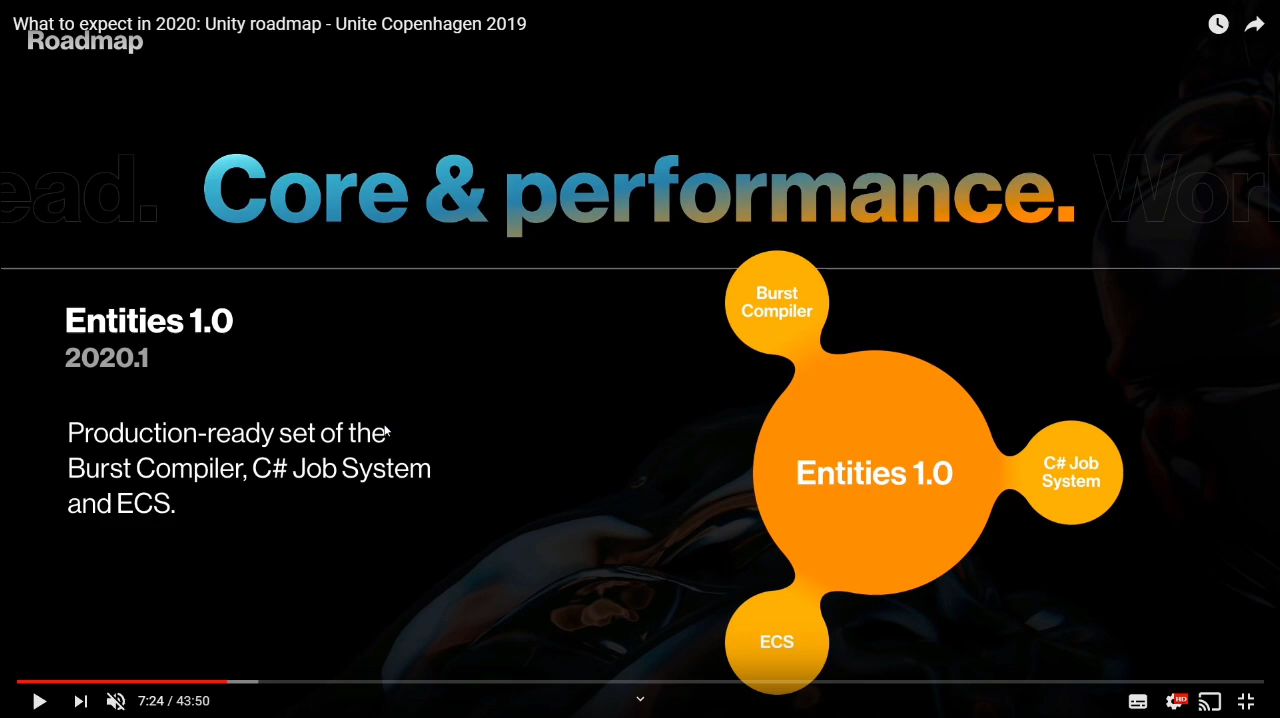 What to expect in 2020: Unity roadmap - Unite Copenhagen 2019
Roadmap
ead. Core & performance. Wor
Entities 1.0
2020.1
Production-ready set of the
Burst Compiler, C# Job System
and ECS.
Burst
Compiler
Entities 1.0
C# Job
System
ECS
7:24 / 43:50
HD